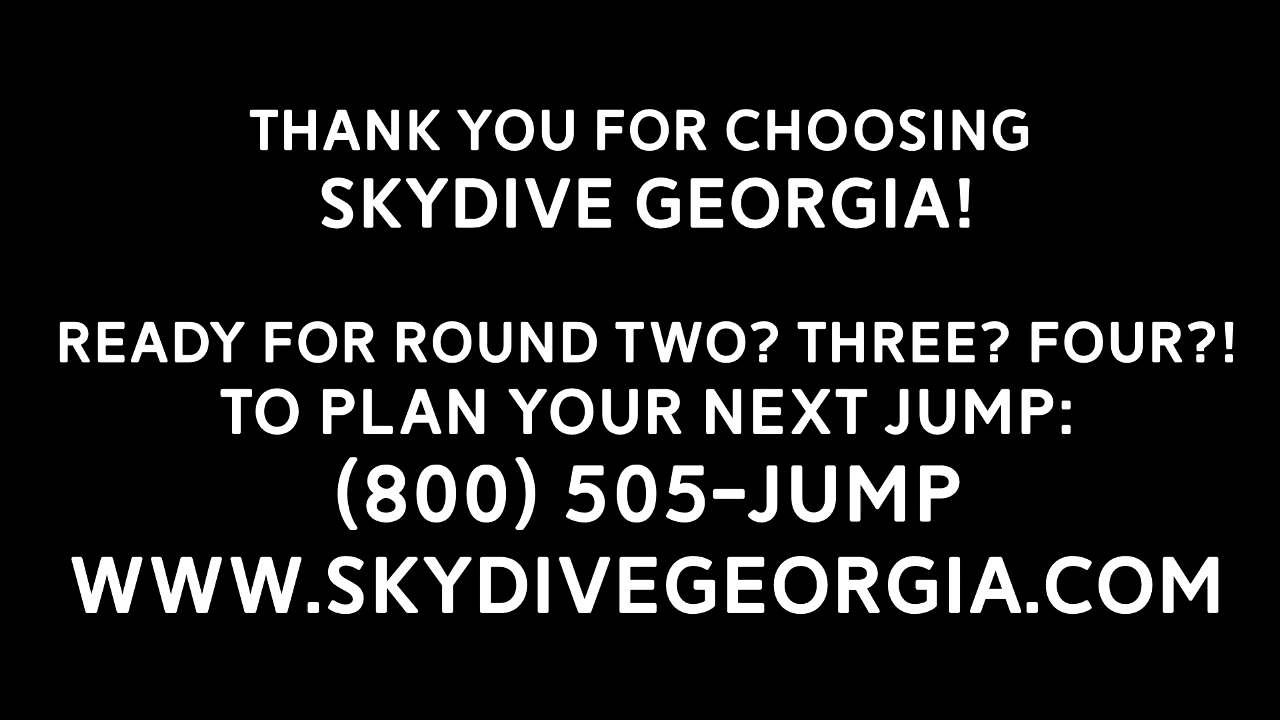 THANK YOU FOR CHOOSING
SKYDIVE GEORGIA!
READY FOR ROUND TWO? THREE? FOUR?!
TO PLAN YOUR NEXT JUMP:
(800) 505-JUMP
WWW.SKYDIVEGEORGIA.COM